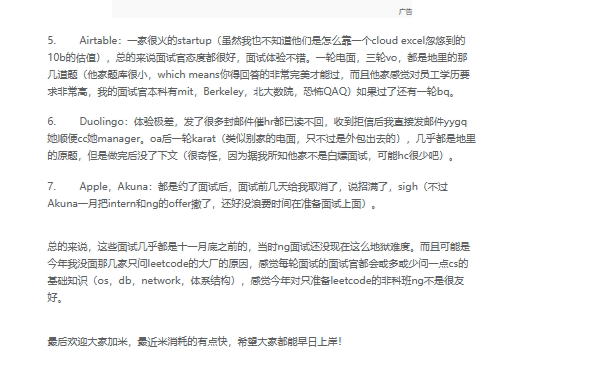 广告
5. Airtable：一家很火的startup（虽然我也不知道他们是怎么靠一个cloud excel忽悠到的
10b的估值），总的来说面试官态度都很好，面试体验不错。一轮电面，三轮vo，都是地里的那
几道题（他家题库很小，which means你得回答的非常完美才能过，而且他家感觉对员工学历要
求非常高，我的面试官本科有mit，Berkeley，北大数院，恐怖QAQ）如果过了还有一轮bq。
6. Duolingo：体验极差，发了很多封邮件催hr都已读不回，收到拒信后我直接发邮件yygq
她顺便cc她manager。oa后一轮karat（类似别家的电面，只不过是外包出去的），几乎都是地里
的原题，但是做完后没了下文（很奇怪，因为据我所知他家不是白嫖面试，可能hc很少吧）。
7. Apple，Akuna：都是约了面试后，面试前几天给我取消了，说招满了，sigh（不过
Akuna一月把intern和ng的offer撤了，还好没浪费时间在准备面试上面）。
总的来说，这些面试几乎都是十一月底之前的，当时ng面试还没现在这么地狱难度。而且可能是
今年我没面那几家只问leetcode的大厂的原因，感觉每轮面试的面试官都会或多或少问一点cs的
基础知识（os，db，network，体系结构），感觉今年对只准备leetcode的非科班ng不是很友
好。
最后欢迎大家加米，最近米消耗的有点快，希望大家都能早日上岸！